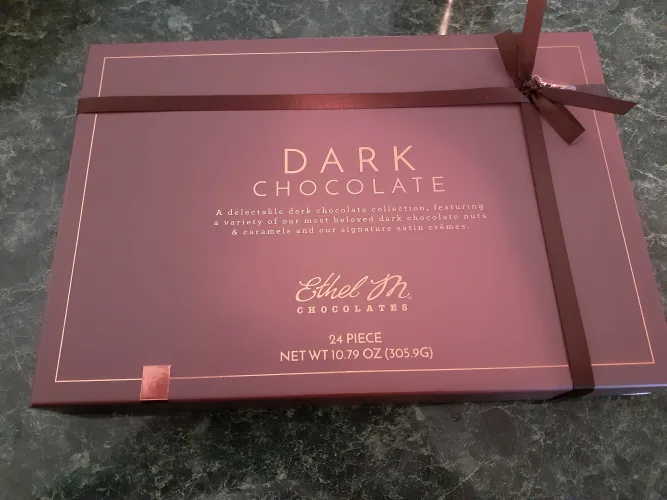 DARK
CHOCOLATE
A delectable dark chocolate collection, featuring
a variety of our most beloved dark chocolate nuts
& caramels and our signature satin crèmes.
Ethel M®
CHOCOLATES
24 PIECE
NET WT 10.79 OZ (305.9G)